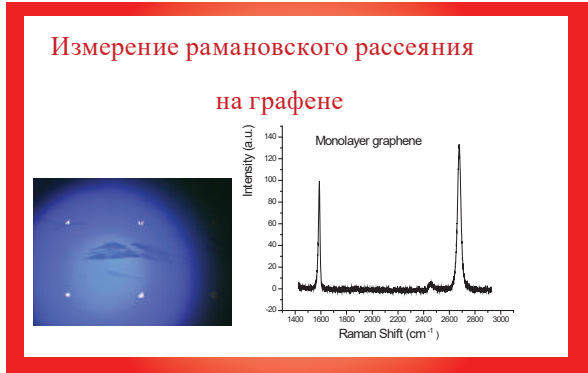 Измерение рамановского рассеяния
на графене
Monolayer graphene
Intensity (a.u.)
140
120
100
80
60
40
20
0
-20
1400 1600 1800 2000 2200 2400 2600 2800 3000
Raman Shift (cm⁻¹)